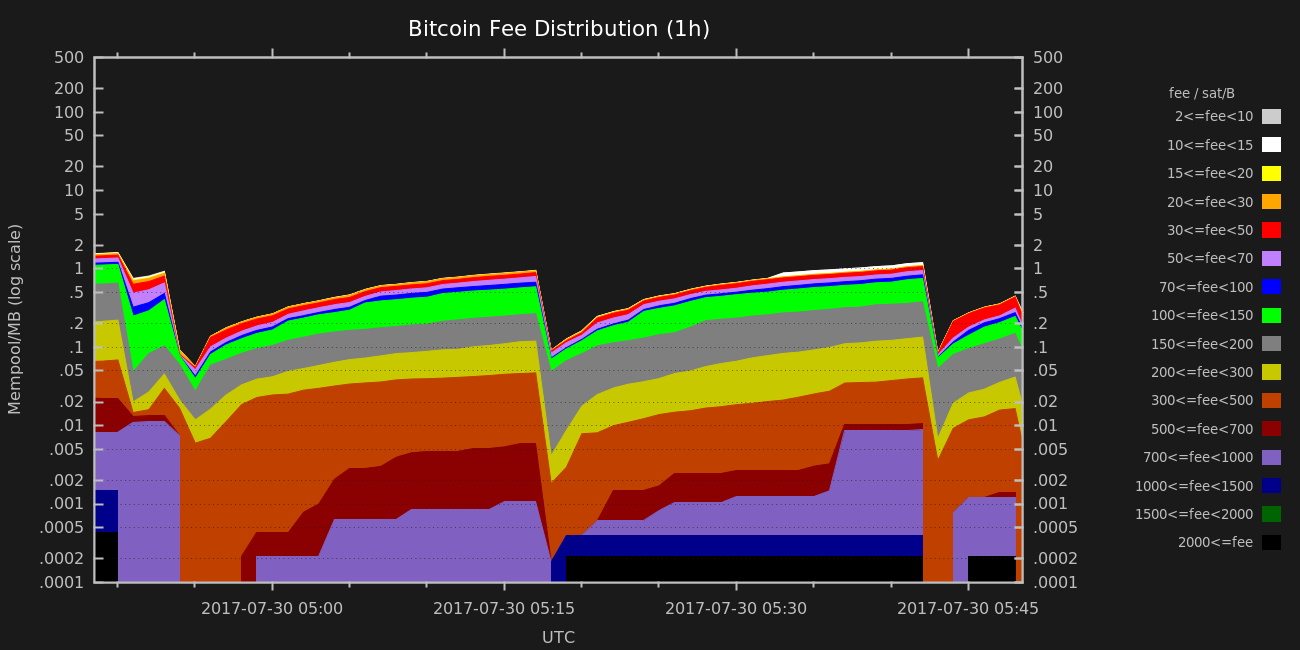 Bitcoin Fee Distribution (1h)
Mempool/MB (log scale)
500
200
100
50
20
10
5
2
1
.5
.2
.1
.05
.02
.01
.005
.002
.001
.0005
.0002
.0001
500
200
100
50
20
10
5
2
1
.5
.2
.1
.05
.02
.01
.005
.002
.001
.0005
.0002
.0001
2017-07-30 05:00
2017-07-30 05:15
2017-07-30 05:30
2017-07-30 05:45
UTC
fee / sat/B
2<=fee<10
10<=fee<15
15<=fee<20
20<=fee<30
30<=fee<50
50<=fee<70
70<=fee<100
100<=fee<150
150<=fee<200
200<=fee<300
300<=fee<500
500<=fee<700
700<=fee<1000
1000<=fee<1500
1500<=fee<2000
2000<=fee